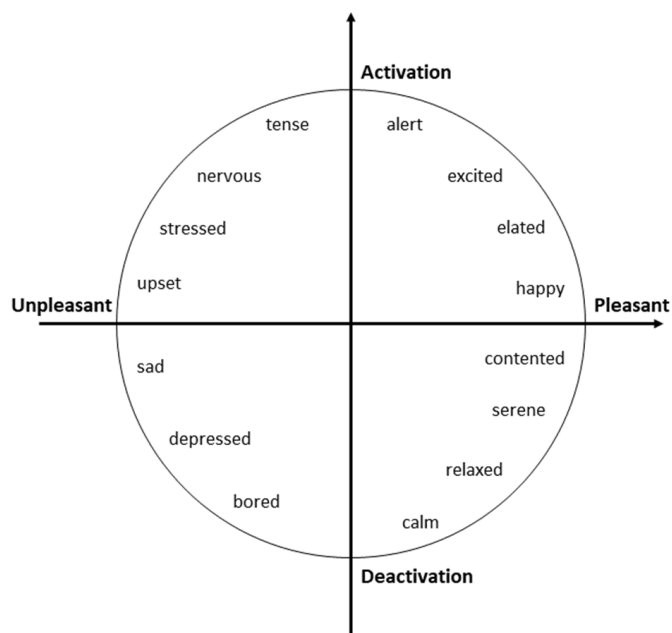 Activation
tense
alert
nervous
excited
stressed
elated
upset
happy
Unpleasant
Pleasant
sad
contented
serene
depressed
relaxed
bored
calm
Deactivation